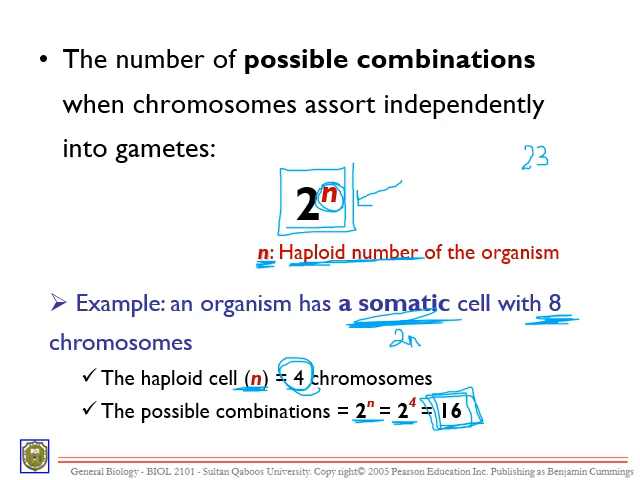 • The number of possible combinations
when chromosomes assort independently
into gametes:
23
2ⁿ
n: Haploid number of the organism
➢ Example: an organism has a somatic cell with 8
2n
chromosomes
✓ The haploid cell (n) = 4 chromosomes
✓ The possible combinations = 2ⁿ = 2⁴ = 16
General Biology - BIOL 2101 - Sultan Qaboos University. Copy right© 2005 Pearson Education Inc. Publishing as Benjamin Cummings